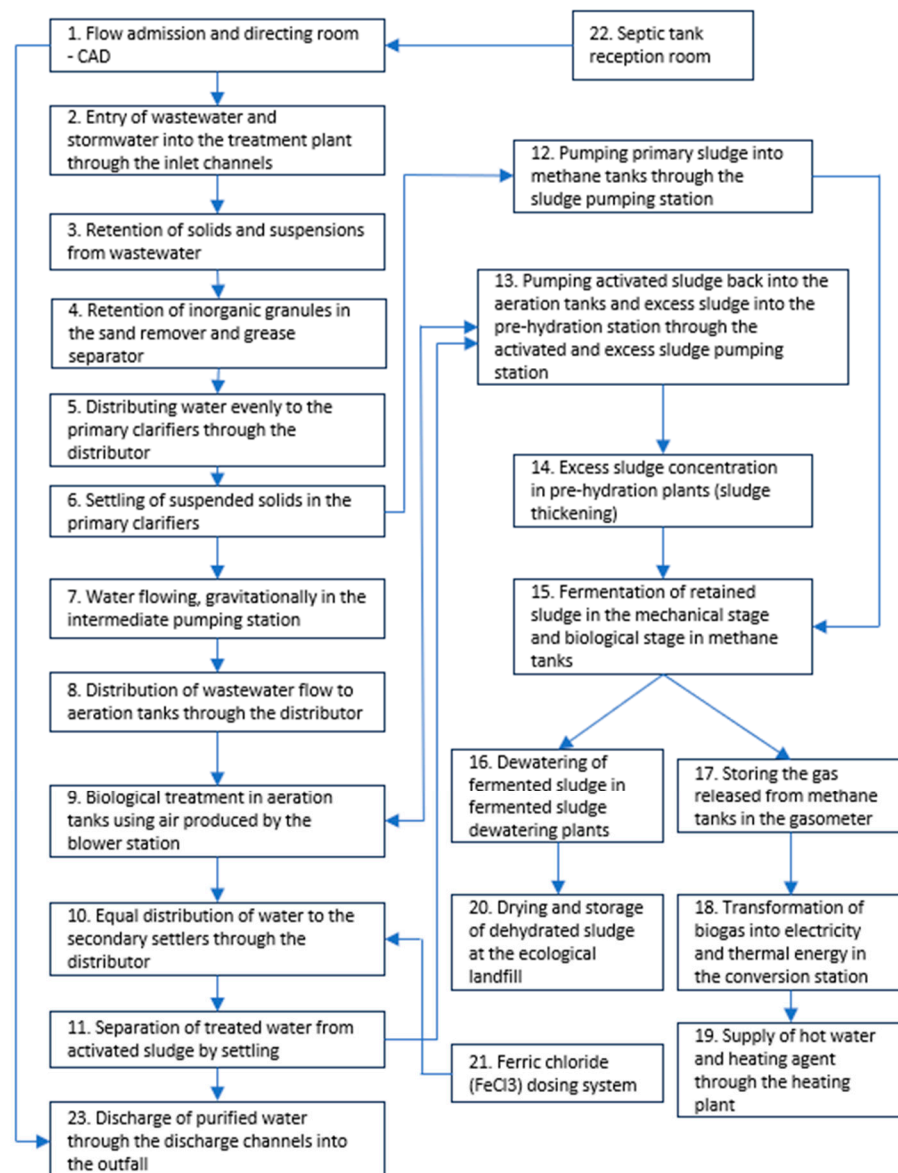 1. Flow admission and directing room
- CAD
22. Septic tank
reception room
2. Entry of wastewater and
stormwater into the treatment plant
through the inlet channels
12. Pumping primary sludge into
methane tanks through the
sludge pumping station
3. Retention of solids and suspensions
from wastewater
13. Pumping activated sludge back into the
aeration tanks and excess sludge into the
pre-hydration station through the
activated and excess sludge pumping
station
4. Retention of inorganic granules in
the sand remover and grease
separator
5. Distributing water evenly to the
primary clarifiers through the
distributor
14. Excess sludge concentration
in pre-hydration plants (sludge
thickening)
6. Settling of suspended solids in the
primary clarifiers
7. Water flowing, gravitationally in the
intermediate pumping station
15. Fermentation of retained
sludge in the mechanical stage
and biological stage in methane
tanks
8. Distribution of wastewater flow to
aeration tanks through the distributor
16. Dewatering of
fermented sludge in
fermented sludge
dewatering plants
17. Storing the gas
released from methane
tanks in the gasometer
9. Biological treatment in aeration
tanks using air produced by the
blower station
10. Equal distribution of water to the
secondary settlers through the
distributor
20. Drying and storage
of dehydrated sludge
at the ecological
landfill
18. Transformation of
biogas into electricity
and thermal energy in
the conversion station
11. Separation of treated water from
activated sludge by settling
21. Ferric chloride
(FeCl3) dosing system
19. Supply of hot water
and heating agent
through the heating
plant
23. Discharge of purified water
through the discharge channels into
the outfall